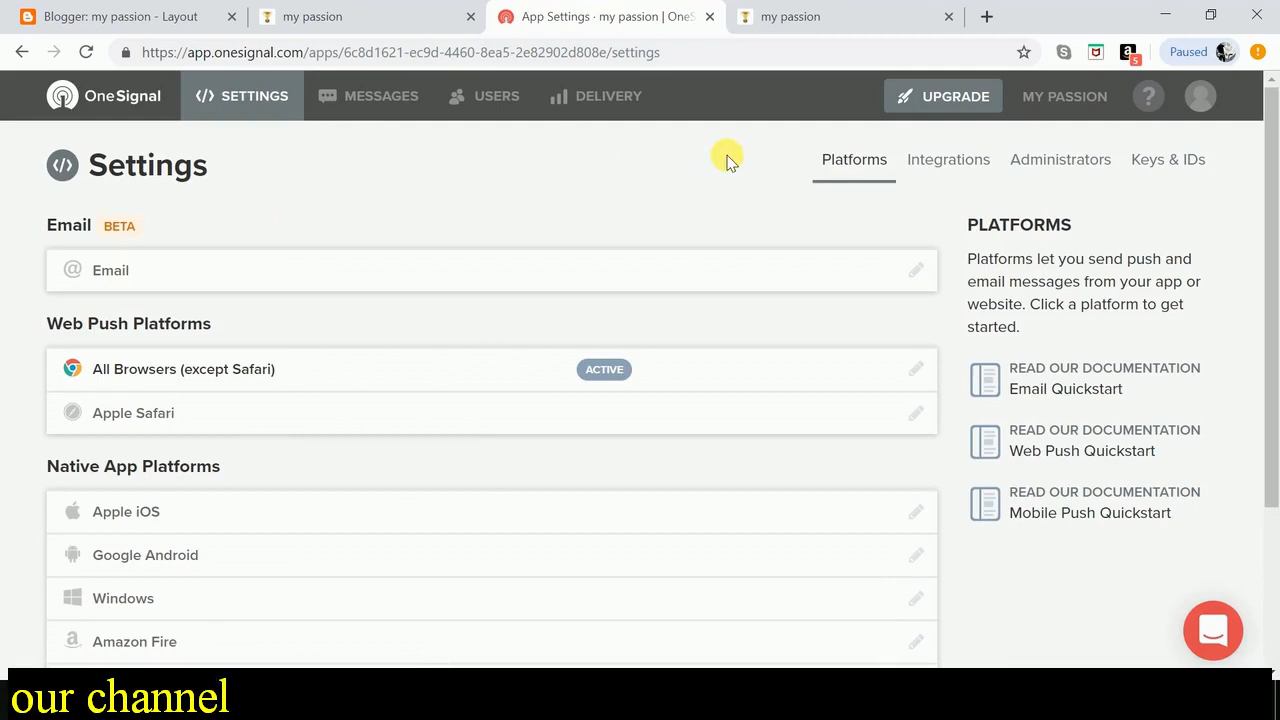 Blogger: my passion - Layout
my passion
App Settings · my passion | OneS
my passion
https://app.onesignal.com/apps/6c8d1621-ec9d-4460-8ea5-2e82902d808e/settings
5
Paused
OneSignal
SETTINGS
MESSAGES
USERS
DELIVERY
UPGRADE
MY PASSION
?
Settings
Platforms
Integrations
Administrators
Keys & IDs
Email BETA
@ Email
Web Push Platforms
All Browsers (except Safari)
ACTIVE
Apple Safari
Native App Platforms
Apple iOS
Google Android
Windows
Amazon Fire
PLATFORMS
Platforms let you send push and
email messages from your app or
website. Click a platform to get
started.
READ OUR DOCUMENTATION
Email Quickstart
READ OUR DOCUMENTATION
Web Push Quickstart
READ OUR DOCUMENTATION
Mobile Push Quickstart
our channel